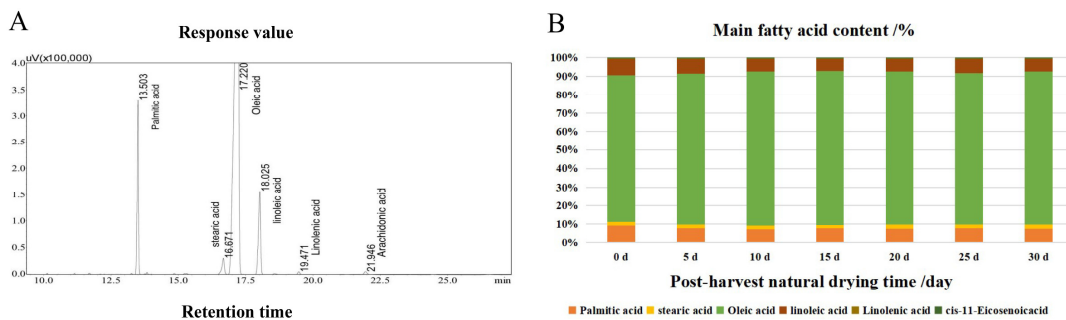 A
Response value
uV(x100,000)
4.0
3.5
3.0
2.5
2.0
1.5
1.0
0.5
0.0
13.503
Palmitic acid
stearic acid
16.671
17.220
Oleic acid
18.025
linoleic acid
19.471
Linolenic acid
21.946
Arachidonic acid
10.0 12.5 15.0 17.5 20.0 22.5 25.0 min
Retention time
B
Main fatty acid content /%
100%
90%
80%
70%
60%
50%
40%
30%
20%
10%
0%
0 d 5 d 10 d 15 d 20 d 25 d 30 d
Post-harvest natural drying time /day
Palmitic acid stearic acid Oleic acid linoleic acid Linolenic acid cis-11-Eicosenoicacid